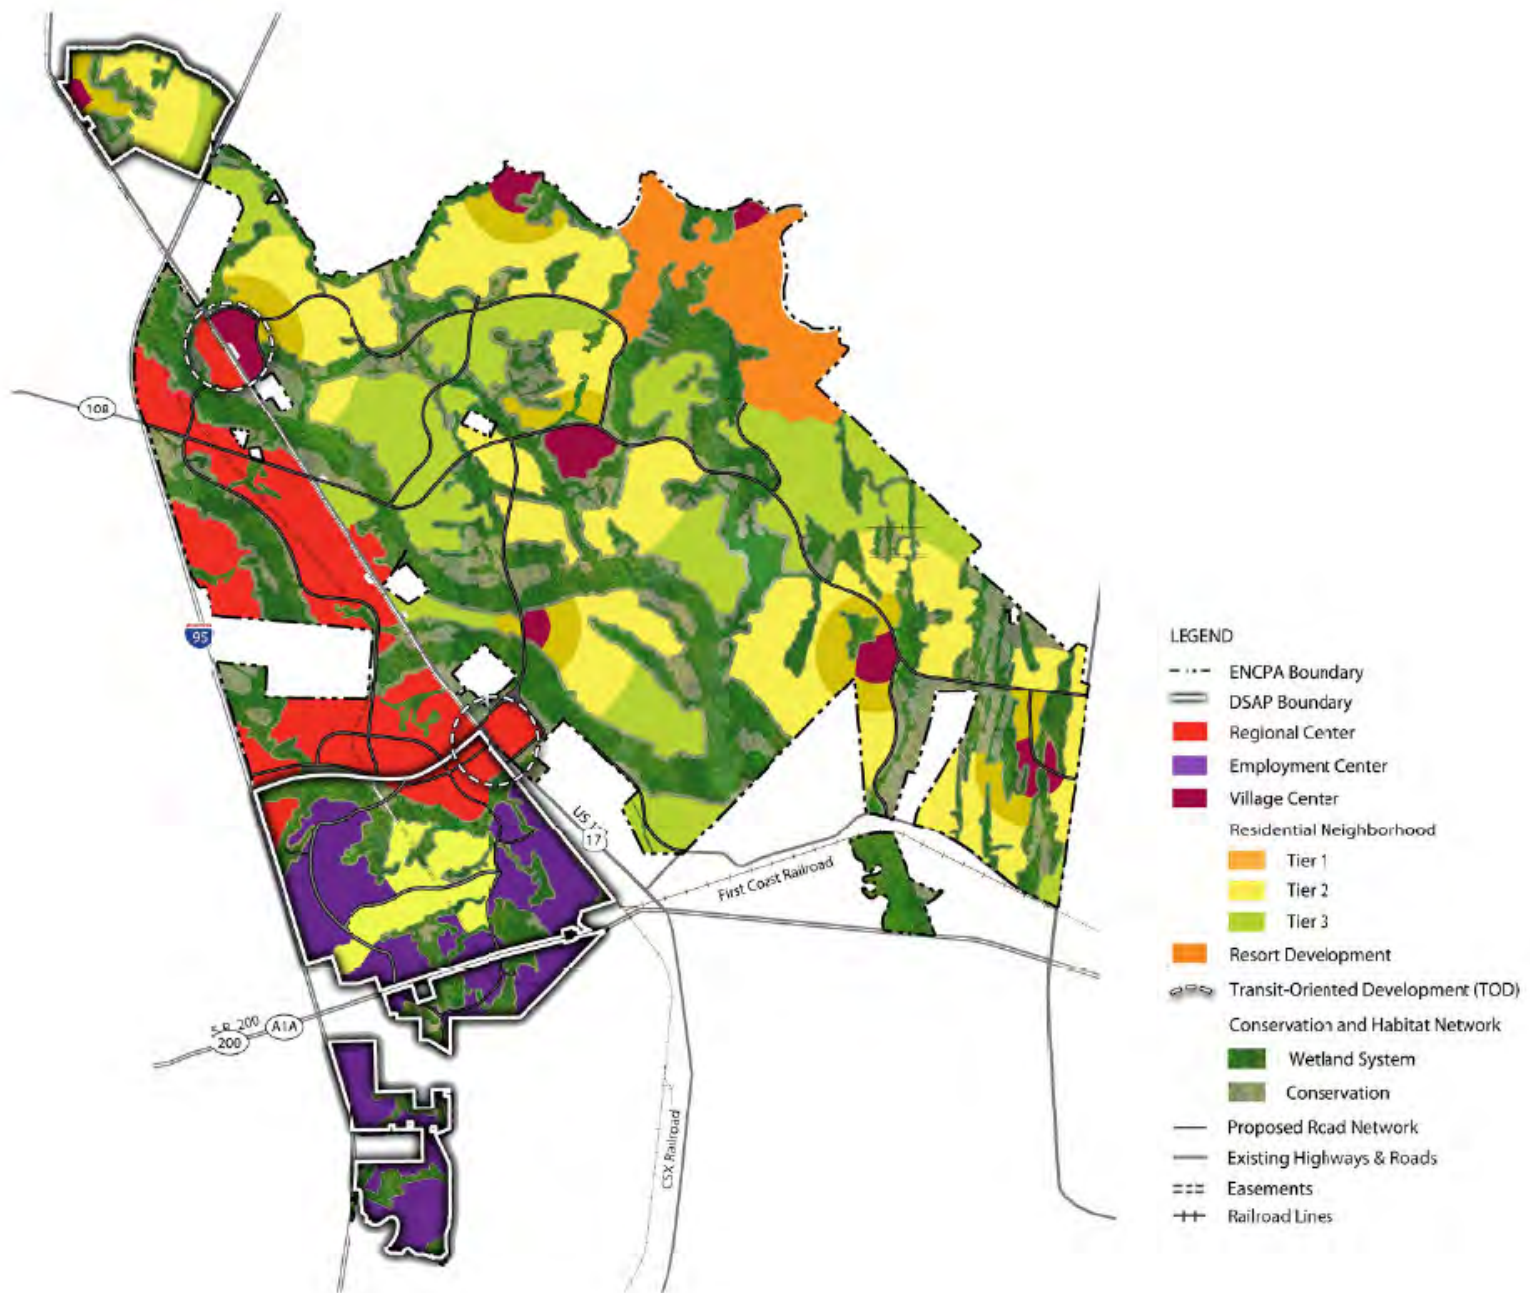 108
95
US 1
17
First Coast Railroad
S.R. 200
200
A1A
CSX Railroad
LEGEND
ENCPA Boundary
DSAP Boundary
Regional Center
Employment Center
Village Center
Residential Neighborhood
Tier 1
Tier 2
Tier 3
Resort Development
Transit-Oriented Development (TOD)
Conservation and Habitat Network
Wetland System
Conservation
Proposed Road Network
Existing Highways & Roads
Easements
Railroad Lines